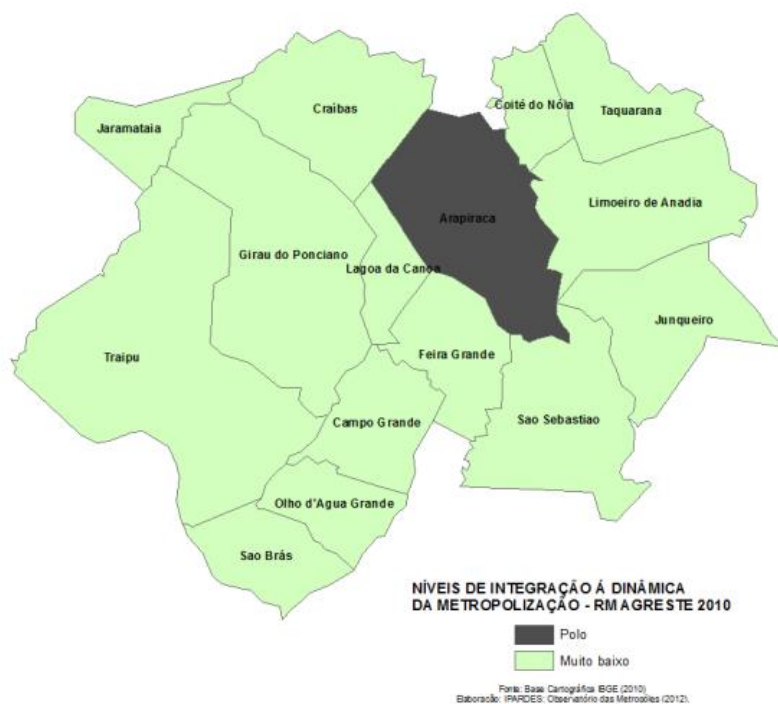 Coité do Nóia
Taquarana
Craíbas
Jaramataia
Limoeiro de Anadia
Arapiraca
Girau do Ponciano
Lagoa da Canoa
Junqueiro
Traipu
Feira Grande
Sao Sebastiao
Campo Grande
Olho d'Agua Grande
Sao Brás
NÍVEIS DE INTEGRAÇÃO Á DINÂMICA
DA METROPOLIZAÇÃO - RM AGRESTE 2010
Polo
Muito baixo
Fonte: Base Cartográfica IBGE (2010)
Elaboração: IPARDES; Observatório das Metropóles (2012).